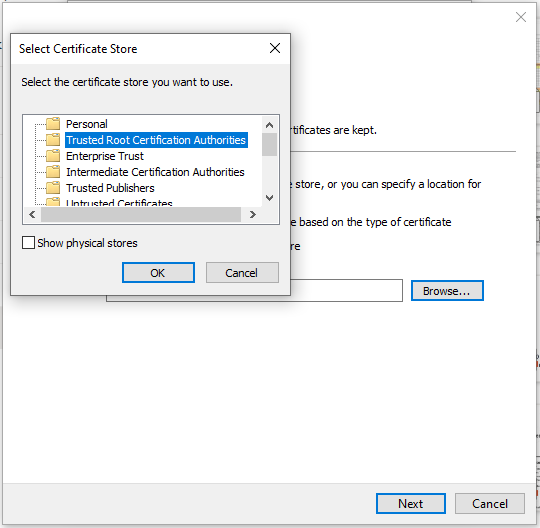 Select Certificate Store
Select the certificate store you want to use.
Personal
Trusted Root Certification Authorities
Enterprise Trust
Intermediate Certification Authorities
Trusted Publishers
Untrusted Certificates
Show physical stores
OK Cancel
rtificates are kept.
e store, or you can specify a location for
e based on the type of certificate
re
Browse...
Next Cancel